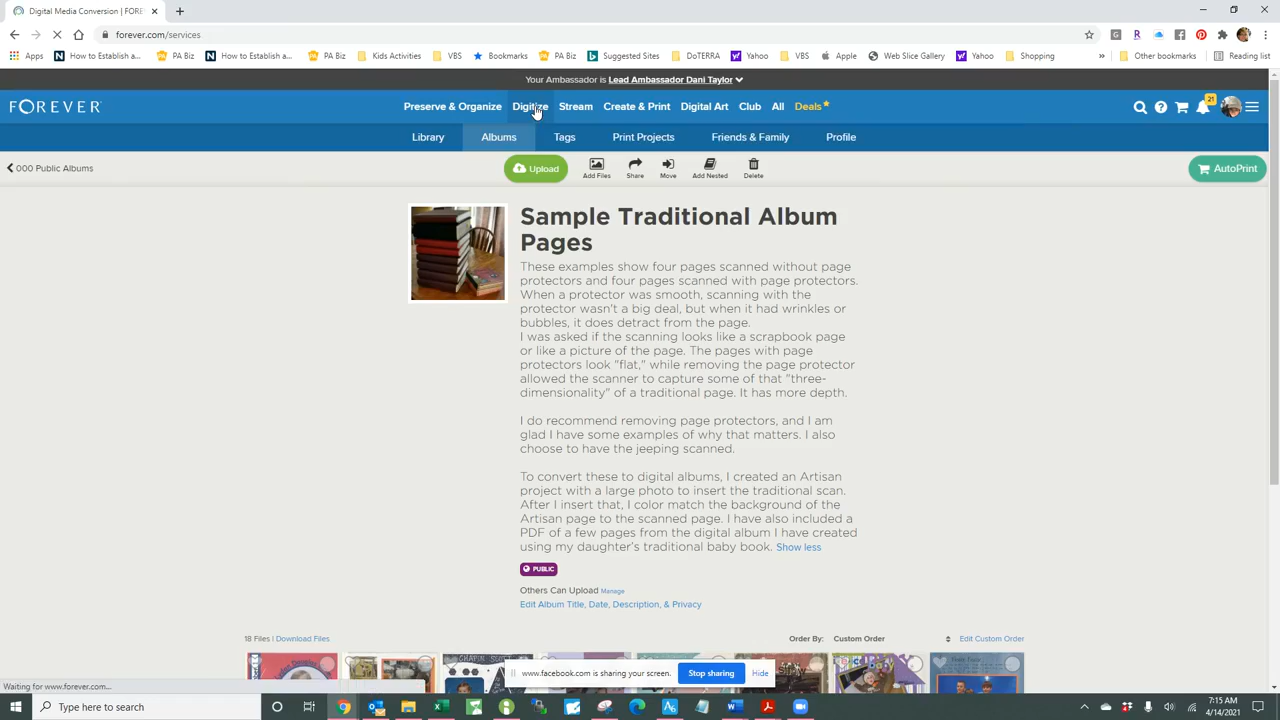 Digital Media Conversion | FORE
forever.com/services
Apps
How to Establish a...
PA Biz
How to Establish a...
PA Biz
Kids Activities
VBS
Bookmarks
PA Biz
Suggested Sites
DoTERRA
Yahoo
VBS
Apple
Web Slice Gallery
Yahoo
Shopping
Other bookmarks
Reading list
Your Ambassador is Lead Ambassador Dani Taylor
FOREVER
Preserve & Organize
Digitize
Stream
Create & Print
Digital Art
Club
All
Deals
21
Library
Albums
Tags
Print Projects
Friends & Family
Profile
000 Public Albums
Upload
Add Files
Share
Move
Add Nested
Delete
AutoPrint
Sample Traditional Album
Pages
These examples show four pages scanned without page
protectors and four pages scanned with page protectors.
When a protector was smooth, scanning with the
protector wasn't a big deal, but when it had wrinkles or
bubbles, it does detract from the page.
I was asked if the scanning looks like a scrapbook page
or like a picture of the page. The pages with page
protectors look "flat," while removing the page protector
allowed the scanner to capture some of that "three-
dimensionality" of a traditional page. It has more depth.
I do recommend removing page protectors, and I am
glad I have some examples of why that matters. I also
choose to have the jeeping scanned.
To convert these to digital albums, I created an Artisan
project with a large photo to insert the traditional scan.
After I insert that, I color match the background of the
Artisan page to the scanned page. I have also included a
PDF of a few pages from the digital album I have created
using my daughter's traditional baby book. Show less
PUBLIC
Others Can Upload Manage
Edit Album Title, Date, Description, & Privacy
18 Files | Download Files
Order By: Custom Order
Edit Custom Order
www.facebook.com is sharing your screen.
Stop sharing
Hide
Waiting for www.forever.com...
Type here to search
7:15 AM
4/14/2021